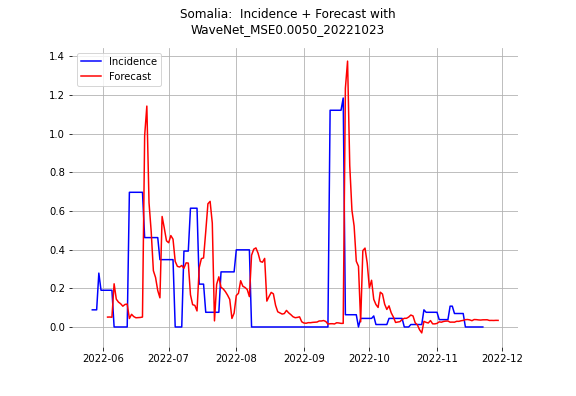 Somalia:  Incidence + Forecast with
WaveNet_MSE0.0050_20221023
Incidence
Forecast
1.4
1.2
1.0
0.8
0.6
0.4
0.2
0.0
2022-06 2022-07 2022-08 2022-09 2022-10 2022-11 2022-12